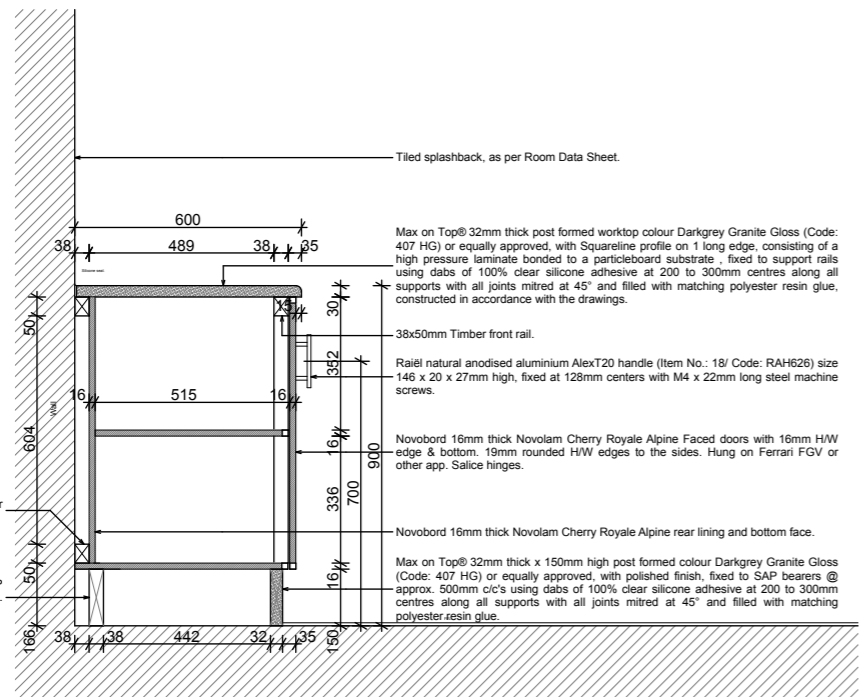 Tiled splashback, as per Room Data Sheet.
600
38
489
38
35
Silicone seal
Max on Top® 32mm thick post formed worktop colour Darkgrey Granite Gloss (Code:
407 HG) or equally approved, with Squareline profile on 1 long edge, consisting of a
high pressure laminate bonded to a particleboard substrate , fixed to support rails
using dabs of 100% clear silicone adhesive at 200 to 300mm centres along all
supports with all joints mitred at 45° and filled with matching polyester resin glue,
constructed in accordance with the drawings.
50
15
30
38x50mm Timber front rail.
352
Raiël natural anodised aluminium AlexT20 handle (Item No.: 18/ Code: RAH626) size
146 x 20 x 27mm high, fixed at 128mm centers with M4 x 22mm long steel machine
screws.
16
515
16
Wall
604
16
900
Novobord 16mm thick Novolam Cherry Royale Alpine Faced doors with 16mm H/W
edge & bottom. 19mm rounded H/W edges to the sides. Hung on Ferrari FGV or
other app. Salice hinges.
336
700
r
Novobord 16mm thick Novolam Cherry Royale Alpine rear lining and bottom face.
50
16
g
Max on Top® 32mm thick x 150mm high post formed colour Darkgrey Granite Gloss
(Code: 407 HG) or equally approved, with polished finish, fixed to SAP bearers @
approx. 500mm c/c's using dabs of 100% clear silicone adhesive at 200 to 300mm
centres along all supports with all joints mitred at 45° and filled with matching
polyester resin glue.
166
38
38
442
32
35
150